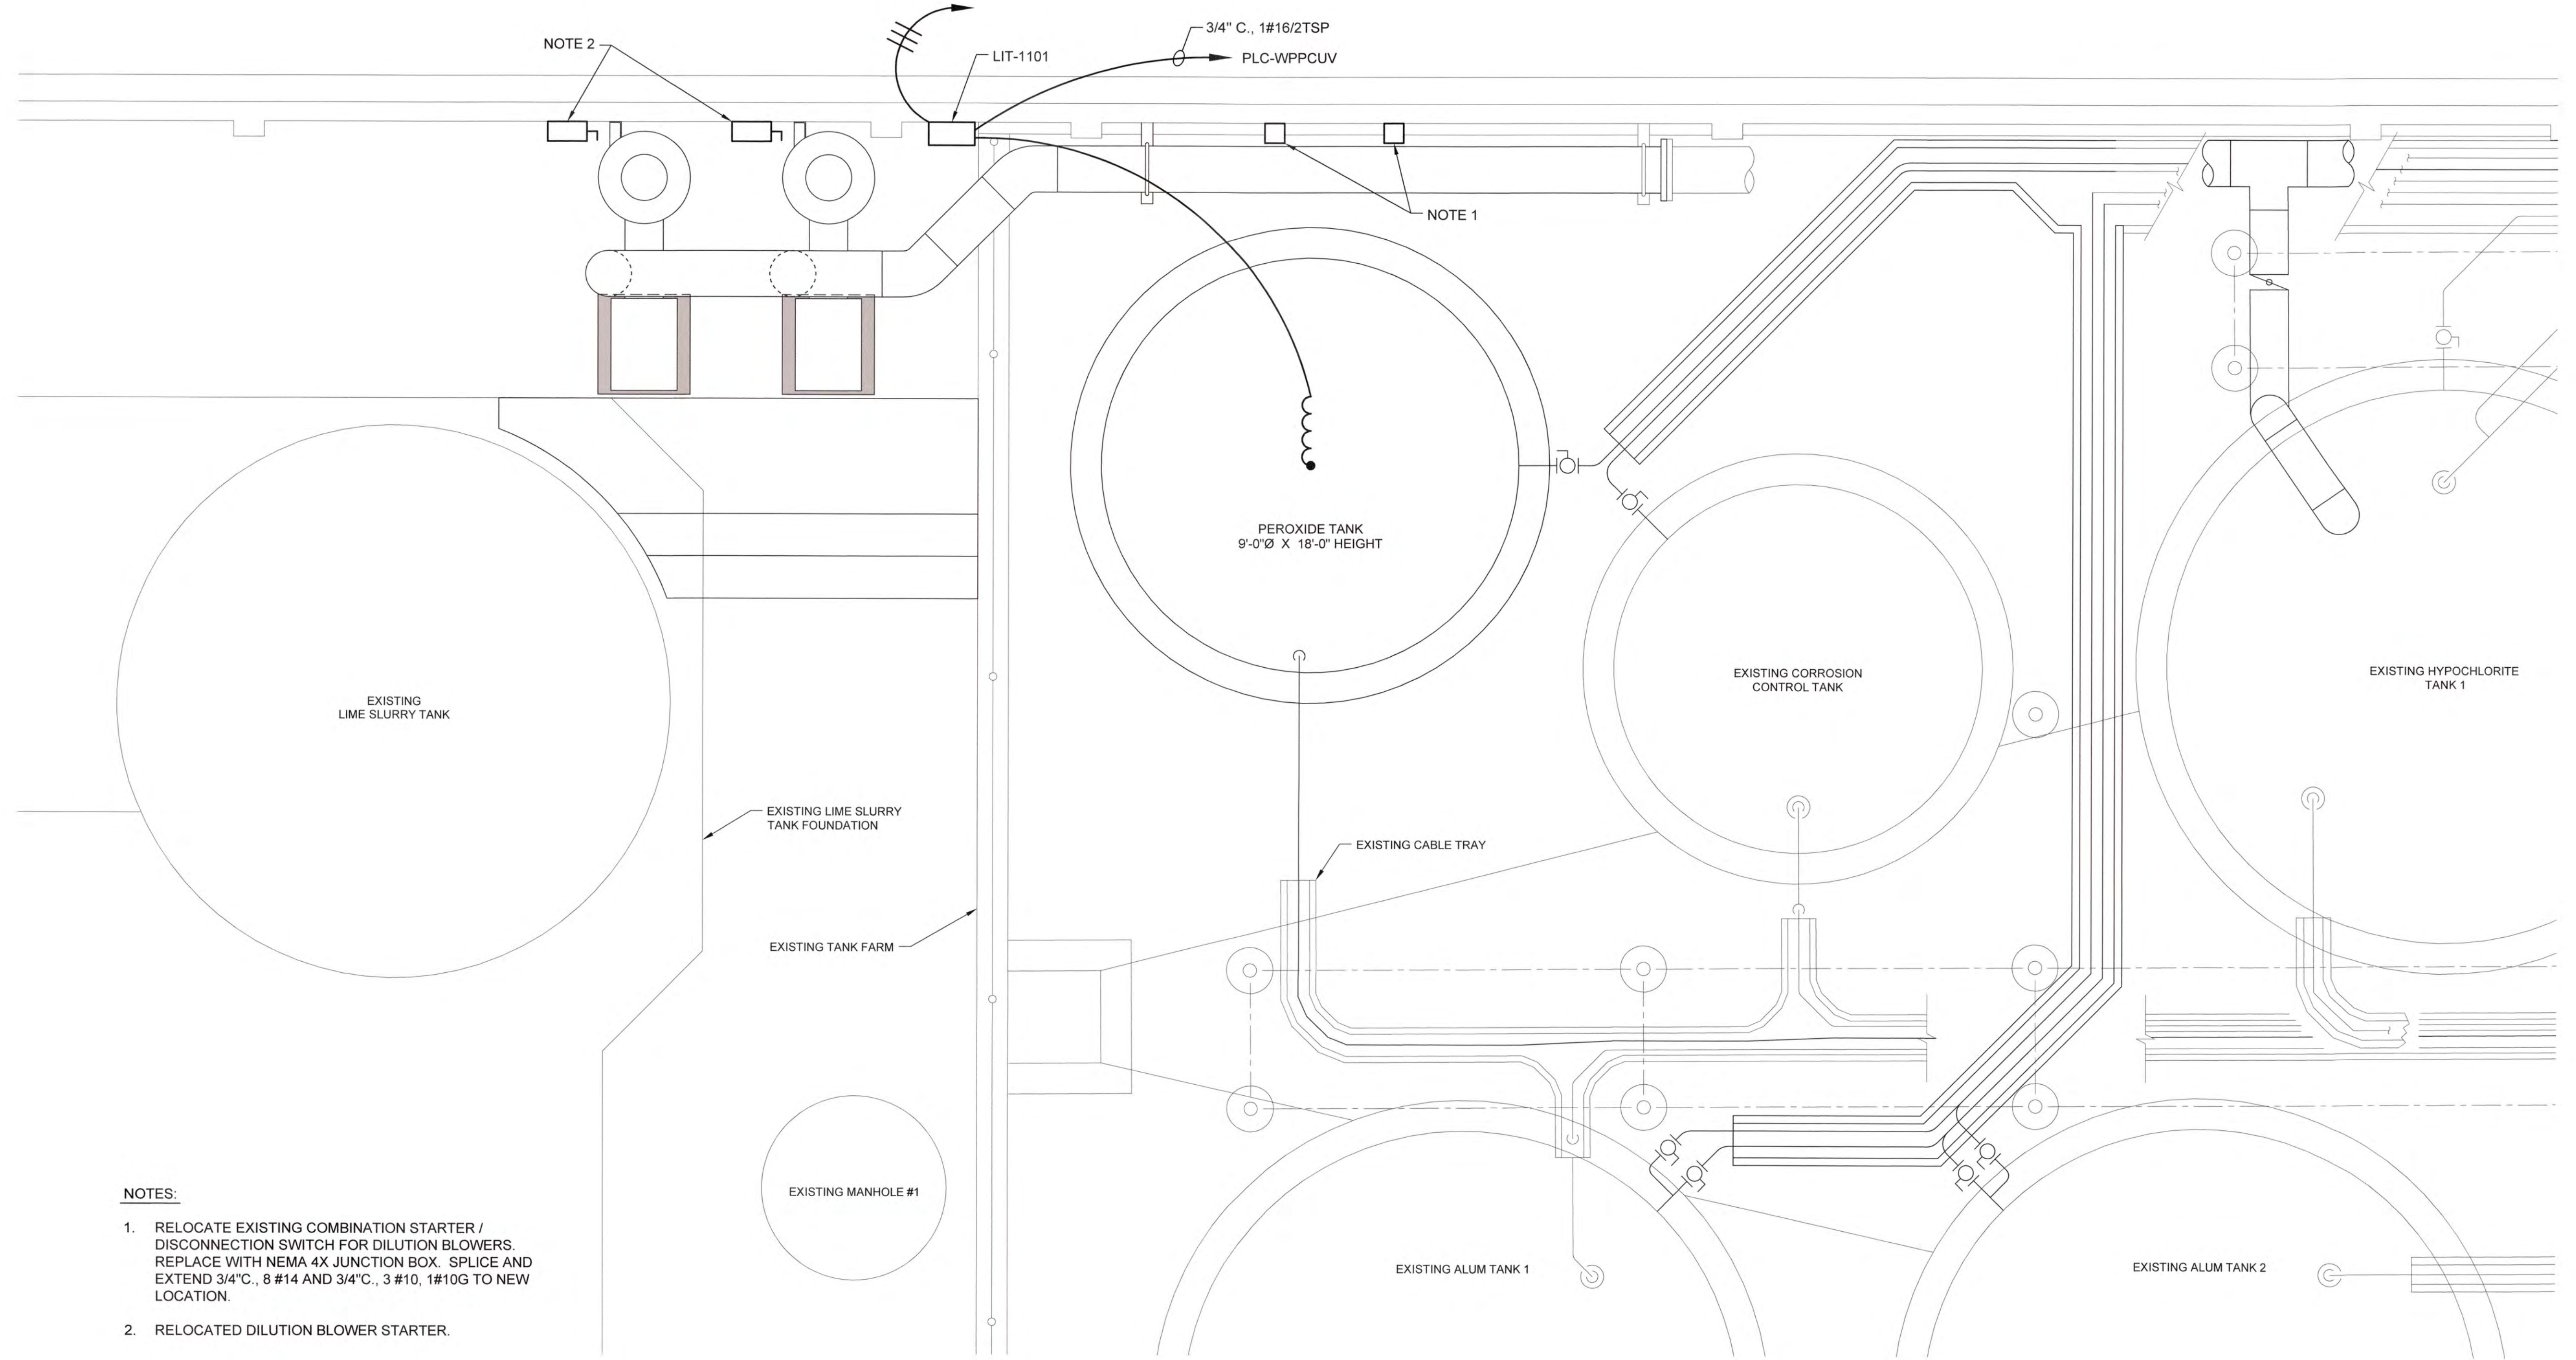 3/4" C., 1#16/2TSP
NOTE 2
LIT-1101
PLC-WPPCUV
NOTE 1
PEROXIDE TANK
9'-0"Ø X 18'-0" HEIGHT
EXISTING CORROSION
CONTROL TANK
EXISTING HYPOCHLORITE
TANK 1
EXISTING
LIME SLURRY TANK
EXISTING LIME SLURRY
TANK FOUNDATION
EXISTING CABLE TRAY
EXISTING TANK FARM
EXISTING MANHOLE #1
EXISTING ALUM TANK 1
EXISTING ALUM TANK 2
NOTES:
1. RELOCATE EXISTING COMBINATION STARTER /
DISCONNECTION SWITCH FOR DILUTION BLOWERS.
REPLACE WITH NEMA 4X JUNCTION BOX. SPLICE AND
EXTEND 3/4"C., 8 #14 AND 3/4"C., 3 #10, 1#10G TO NEW
LOCATION.
2. RELOCATED DILUTION BLOWER STARTER.